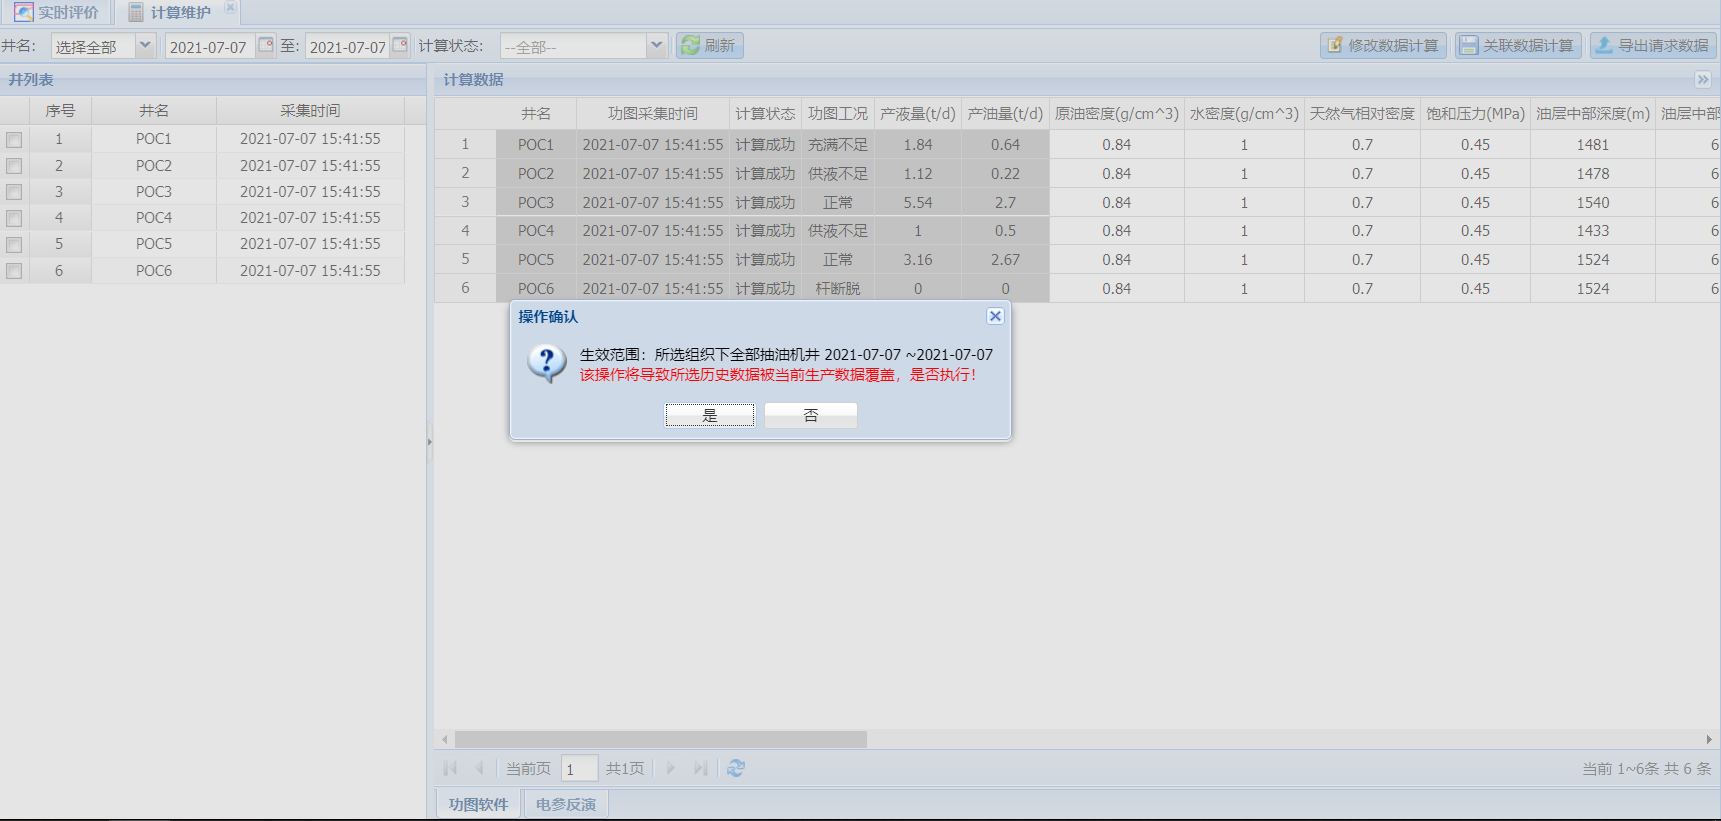 实时评价 计算维护
井名: 选择全部 2021-07-07 至: 2021-07-07 计算状态: --全部-- 刷新 修改数据计算 关联数据计算 导出请求数据
井列表
序号 井名 采集时间
1 POC1 2021-07-07 15:41:55
2 POC2 2021-07-07 15:41:55
3 POC3 2021-07-07 15:41:55
4 POC4 2021-07-07 15:41:55
5 POC5 2021-07-07 15:41:55
6 POC6 2021-07-07 15:41:55
计算数据
井名 功图采集时间 计算状态 功图工况 产液量(t/d) 产油量(t/d) 原油密度(g/cm^3) 水密度(g/cm^3) 天然气相对密度 饱和压力(MPa) 油层中部深度(m) 油层中部
1 POC1 2021-07-07 15:41:55 计算成功 充满不足 1.84 0.64 0.84 1 0.7 0.45 1481 6
2 POC2 2021-07-07 15:41:55 计算成功 供液不足 1.12 0.22 0.84 1 0.7 0.45 1478 6
3 POC3 2021-07-07 15:41:55 计算成功 正常 5.54 2.7 0.84 1 0.7 0.45 1540 6
4 POC4 2021-07-07 15:41:55 计算成功 供液不足 1 0.5 0.84 1 0.7 0.45 1433 6
5 POC5 2021-07-07 15:41:55 计算成功 正常 3.16 2.67 0.84 1 0.7 0.45 1524 6
6 POC6 2021-07-07 15:41:55 计算成功 杆断脱 0 0 0.84 1 0.7 0.45 1524 6
操作确认
生效范围：所选组织下全部抽油机井 2021-07-07 ~2021-07-07
该操作将导致所选历史数据被当前生产数据覆盖，是否执行！
是 否
当前页 1 共1页 当前 1~6条 共 6 条
功图软件 电参反演